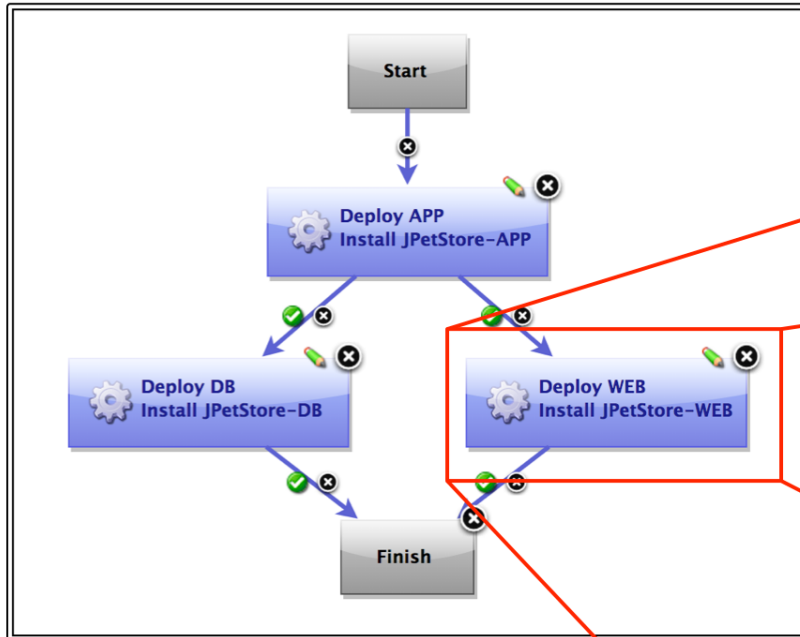 Start
Deploy APP
Install JPetStore-APP
Deploy DB
Install JPetStore-DB
Deploy WEB
Install JPetStore-WEB
Finish